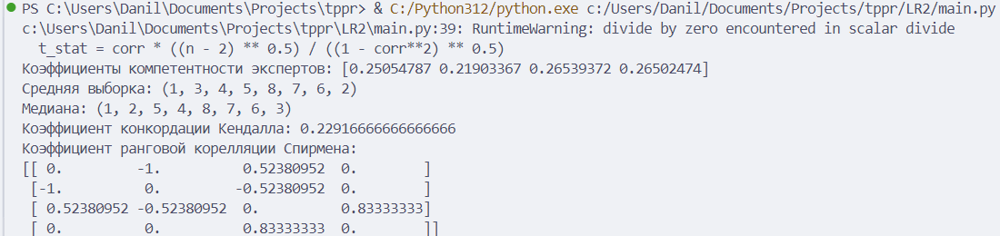 PS C:\Users\Danil\Documents\Projects\tppr> & C:/Python312/python.exe c:/Users/Danil/Documents/Projects/tppr/LR2/main.py
c:\Users\Danil\Documents\Projects\tppr\LR2\main.py:39: RuntimeWarning: divide by zero encountered in scalar divide
  t_stat = corr * ((n - 2) ** 0.5) / ((1 - corr**2) ** 0.5)
Коэффициенты компетентности экспертов: [0.25054787 0.21903367 0.26539372 0.26502474]
Средняя выборка: (1, 3, 4, 5, 8, 7, 6, 2)
Медиана: (1, 2, 5, 4, 8, 7, 6, 3)
Коэффициент конкордации Кендалла: 0.22916666666666666
Коэффициент ранговой корелляции Спирмена:
[[ 0.         -1.          0.52380952  0.        ]
 [-1.          0.         -0.52380952  0.        ]
 [ 0.52380952 -0.52380952  0.          0.83333333]
 [ 0.          0.          0.83333333  0.        ]]